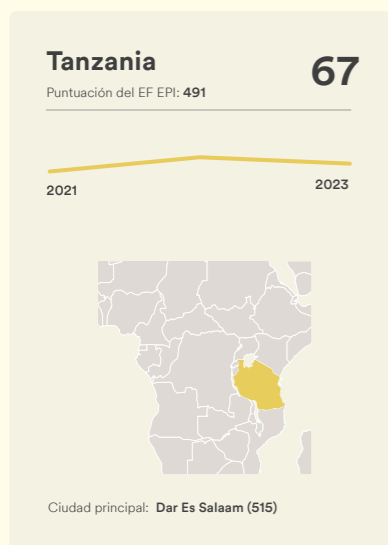 Tanzania
67
Puntuación del EF EPI: 491
2021
2023
Ciudad principal: Dar Es Salaam (515)